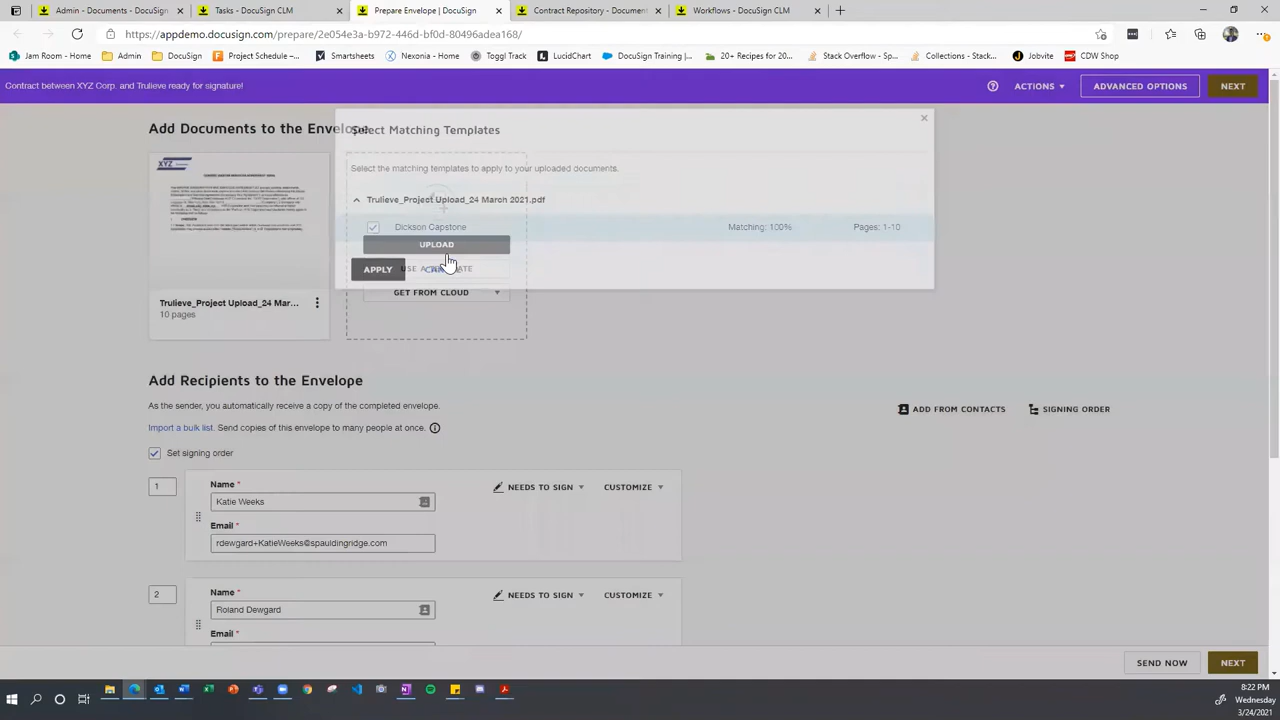 Admin - Documents - DocuSign CL
Tasks - DocuSign CLM
Prepare Envelope | DocuSign
Contract Repository - Document
Workflows - DocuSign CLM
https://appdemo.docusign.com/prepare/2e054e3a-b972-446d-bf0d-80496adea168/
Jam Room - Home
Admin
DocuSign
Project Schedule –...
Smartsheets
Nexonia - Home
Toggl Track
LucidChart
DocuSign Training |...
20+ Recipes for 20...
Stack Overflow - Sp...
Collections - Stack...
Jobvite
CDW Shop
Contract between XYZ Corp. and Trulieve ready for signature!
ACTIONS
ADVANCED OPTIONS
NEXT
Add Documents to the Envelope
Select Matching Templates
Select the matching templates to apply to your uploaded documents.
Trulieve_Project Upload_24 March 2021.pdf
Dickson Capstone
Matching: 100%
Pages: 1-10
UPLOAD
APPLY
USE A TEMPLATE
GET FROM CLOUD
XYZ
Trulieve_Project Upload_24 Mar...
10 pages
Add Recipients to the Envelope
As the sender, you automatically receive a copy of the completed envelope.
ADD FROM CONTACTS
SIGNING ORDER
Import a bulk list. Send copies of this envelope to many people at once.
Set signing order
1
Name *
NEEDS TO SIGN
CUSTOMIZE
Katie Weeks
Email *
rdewgard+KatieWeeks@spauldingridge.com
2
Name *
NEEDS TO SIGN
CUSTOMIZE
Roland Dewgard
Email *
SEND NOW
NEXT
8:22 PM
Wednesday
3/24/2021